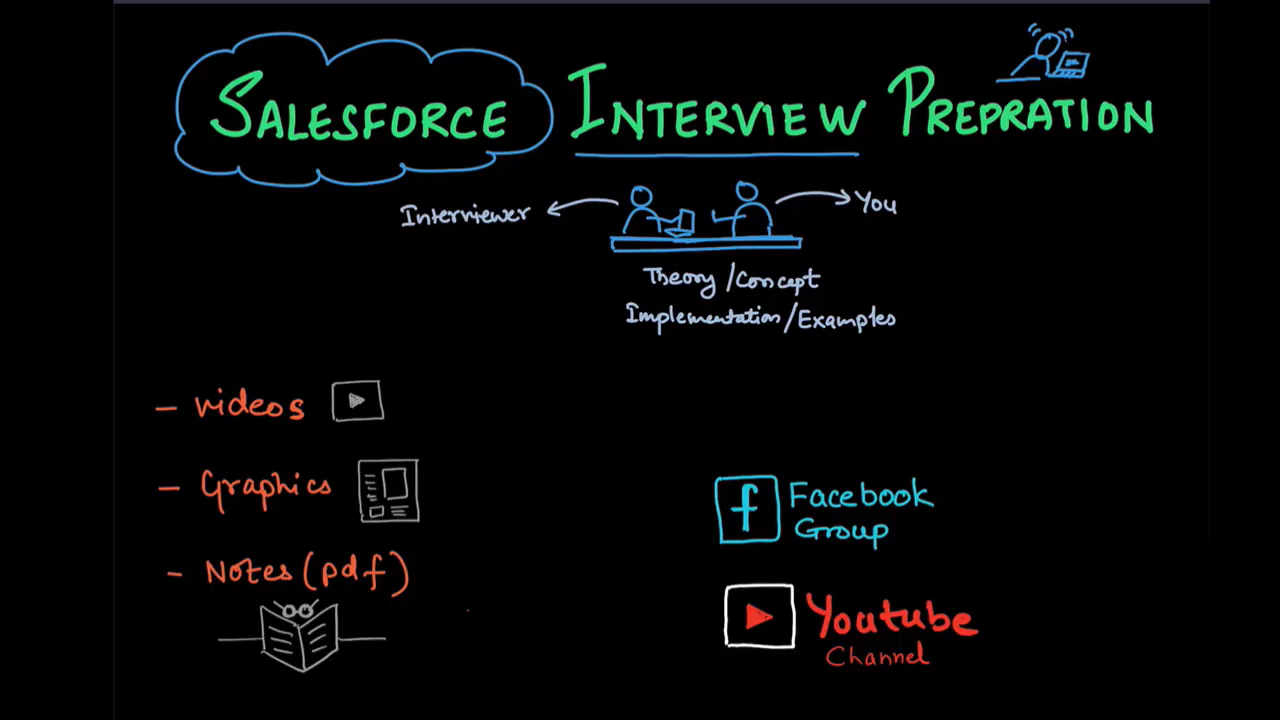 SALESFORCE INTERVIEW PREPRATION
Interviewer
You
Theory/Concept
Implementation/Examples
- videos
- Graphics
- Notes (pdf)
f Facebook
Group
Youtube
Channel